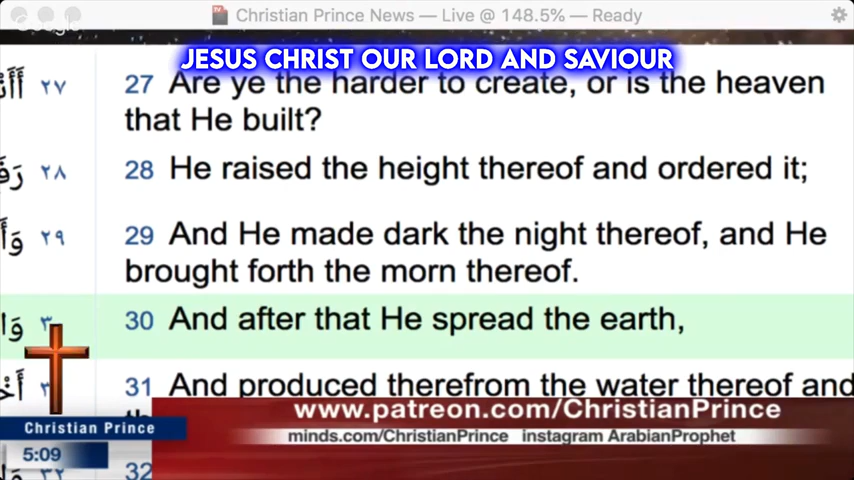 Christian Prince News — Live @ 148.5% — Ready
Google
JESUS CHRIST OUR LORD AND SAVIOUR
٢٧ 27 Are ye the harder to create, or is the heaven
that He built?
٢٨ 28 He raised the height thereof and ordered it;
٢٩ 29 And He made dark the night thereof, and He
brought forth the morn thereof.
30 And after that He spread the earth,
31 And produced therefrom the water thereof and
www.patreon.com/ChristianPrince
minds.com/ChristianPrince instagram ArabianProphet
Christian Prince
5:09
32